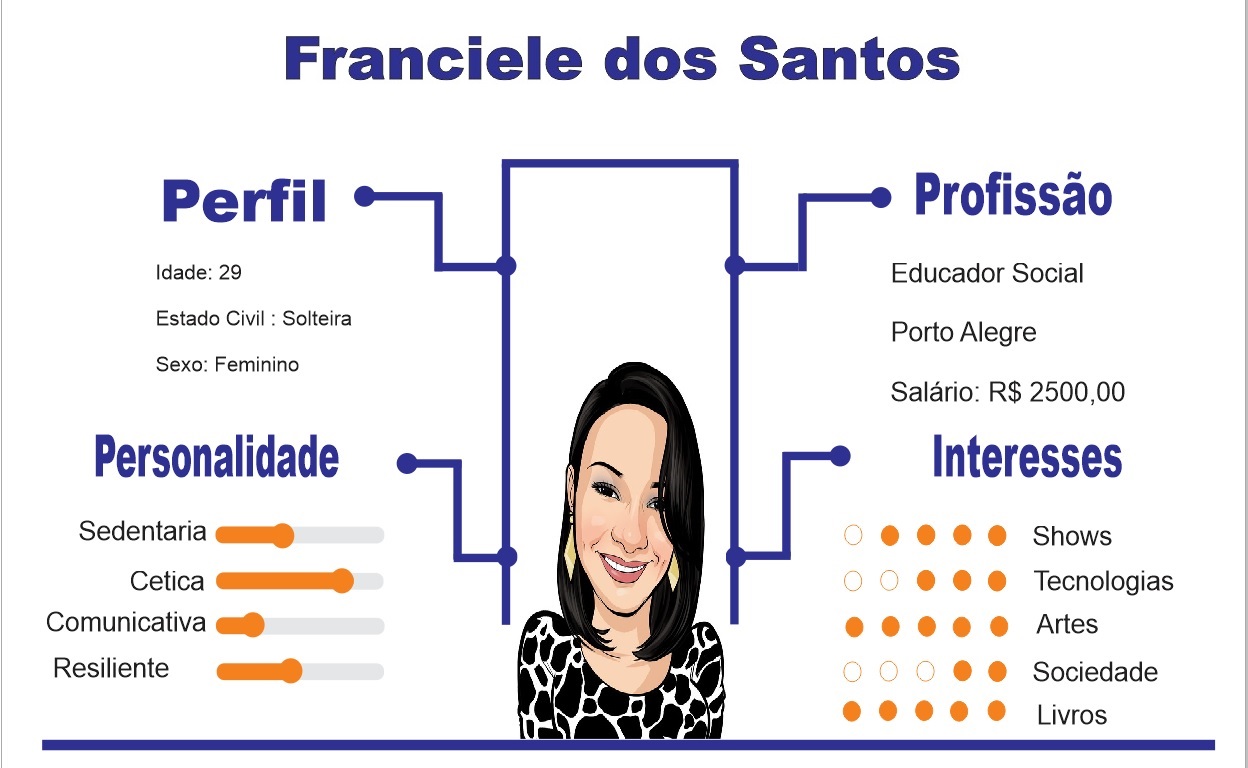 Franciele dos Santos
Perfil
Idade: 29
Estado Civil : Solteira
Sexo: Feminino
Profissão
Educador Social
Porto Alegre
Salário: R$ 2500,00
Personalidade
Sedentaria
Cetica
Comunicativa
Resiliente
Interesses
Shows
Tecnologias
Artes
Sociedade
Livros